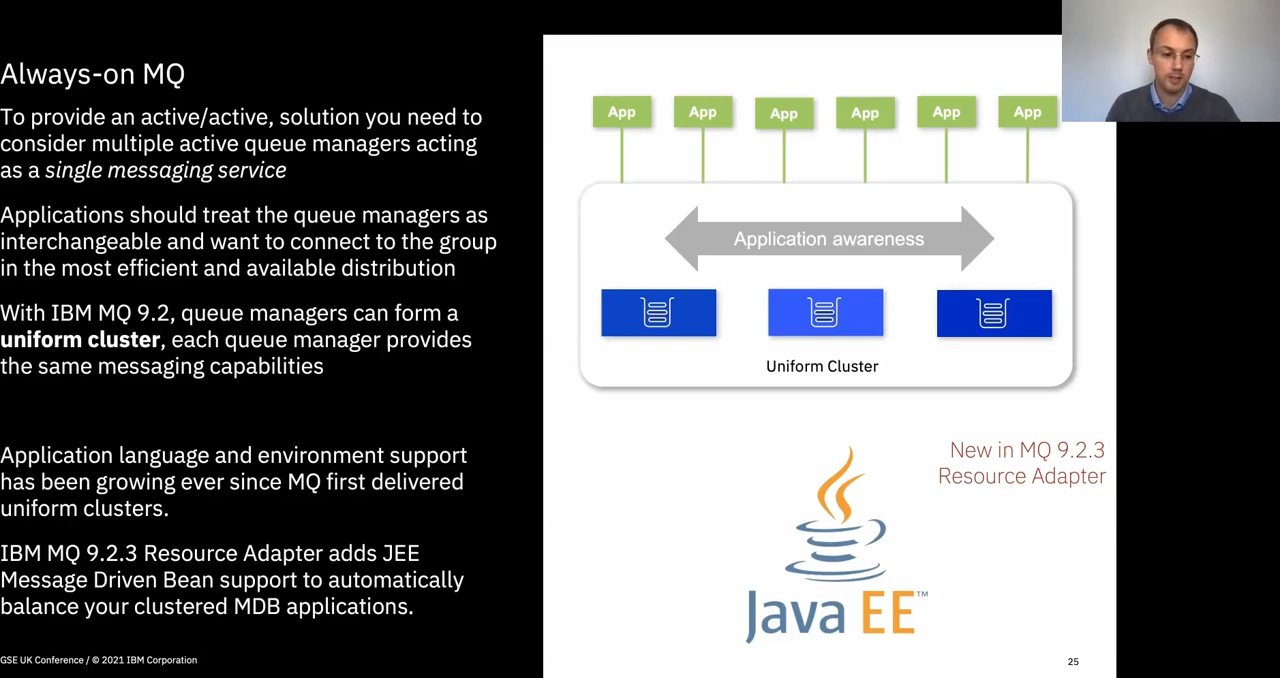 Always-on MQ
To provide an active/active, solution you need to
consider multiple active queue managers acting
as a single messaging service
Applications should treat the queue managers as
interchangeable and want to connect to the group
in the most efficient and available distribution
With IBM MQ 9.2, queue managers can form a
uniform cluster, each queue manager provides
the same messaging capabilities
Application language and environment support
has been growing ever since MQ first delivered
uniform clusters.
IBM MQ 9.2.3 Resource Adapter adds JEE
Message Driven Bean support to automatically
balance your clustered MDB applications.
GSE UK Conference / © 2021 IBM Corporation
App App App App App App
Application awareness
Uniform Cluster
New in MQ 9.2.3
Resource Adapter
Java EE™
25